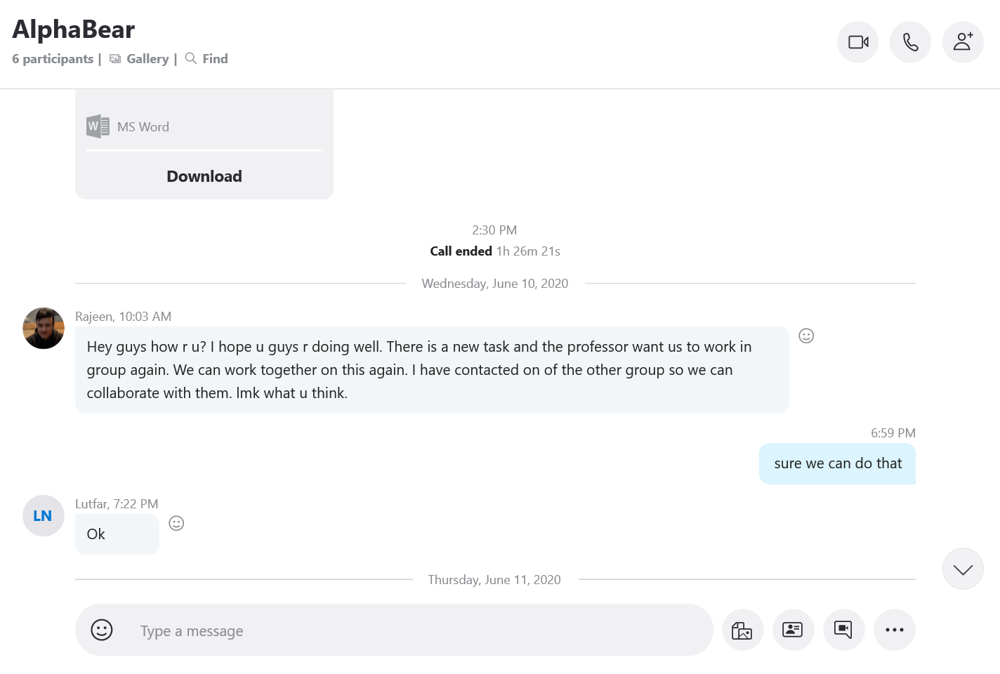 AlphaBear
6 participants | Gallery | Find
W MS Word
Download
2:30 PM
Call ended 1h 26m 21s
Wednesday, June 10, 2020
Rajeen, 10:03 AM
Hey guys how r u? I hope u guys r doing well. There is a new task and the professor want us to work in
group again. We can work together on this again. I have contacted on of the other group so we can
collaborate with them. lmk what u think.
6:59 PM
sure we can do that
LN
Lutfar, 7:22 PM
Ok
Thursday, June 11, 2020
Type a message